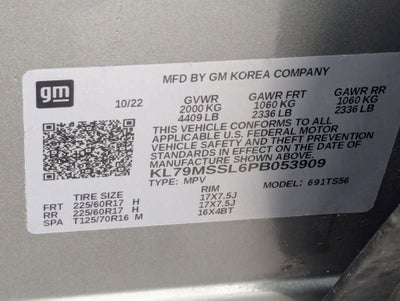 gm
MFD BY GM KOREA COMPANY
10/22 GVWR GAWR FRT GAWR RR
2000 KG 1060 KG 1060 KG
4409 LB 2336 LB 2336 LB
THIS VEHICLE CONFORMS TO ALL
APPLICABLE U.S. FEDERAL MOTOR
VEHICLE SAFETY AND THEFT PREVENTION
STANDARDS IN EFFECT ON THE DATE OF
MANUFACTURE SHOWN ABOVE.
KL79MSSL6PB053909
TYPE: MPV MODEL: 691TS56
TIRE SIZE RIM
FRT 225/60R17 H 17X7.5J
RR 225/60R17 H 17X7.5J
SPA T125/70R16 M 16X4BT